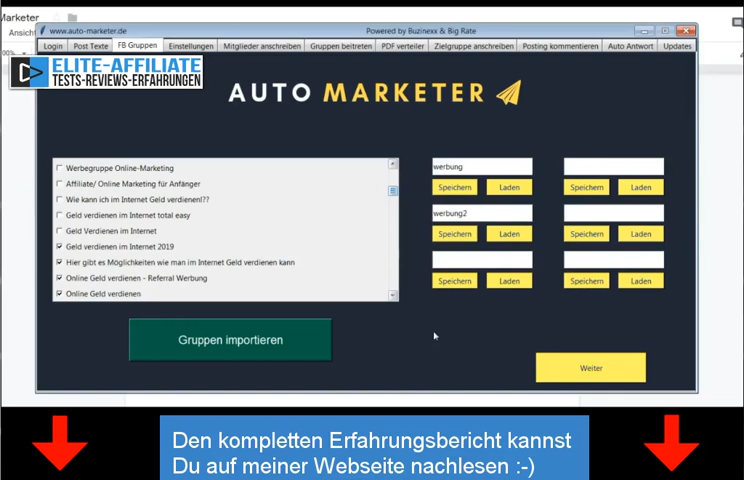 Marketer
Ansicht
www.auto-marketer.de
Powered by Buzinexx & Big Rate
Login Post Texte FB Gruppen Einstellungen Mitglieder anschreiben Gruppen beitreten PDF verteiler Zielgruppe anschreiben Posting kommentieren Auto Antwort Updates
ELITE-AFFILIATE
TESTS-REVIEWS-ERFAHRUNGEN
AUTO MARKETER
Werbegruppe Online-Marketing
Affiliate/ Online Marketing für Anfänger
Wie kann ich im Internet Geld verdienen!??
Geld verdienen im Internet total easy
Geld Verdienen im Internet
Geld verdienen im Internet 2019
Hier gibt es Möglichkeiten wie man im Internet Geld verdienen kann
Online Geld verdienen - Referral Werbung
Online Geld verdienen
werbung
Speichern Laden Speichern Laden
werbung2
Speichern Laden Speichern Laden
Speichern Laden Speichern Laden
Gruppen importieren
Weiter
Den kompletten Erfahrungsbericht kannst
Du auf meiner Webseite nachlesen :-)